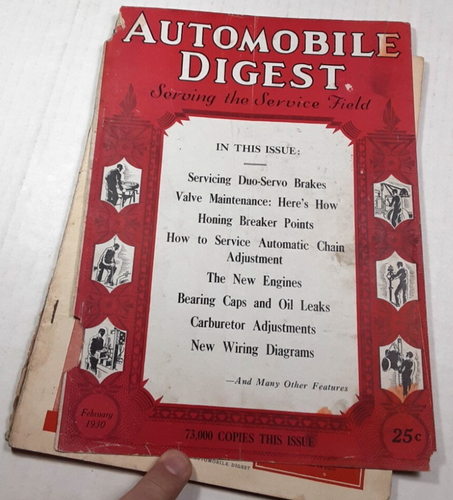 AUTOMOBILE
DIGEST
Serving the Service Field
IN THIS ISSUE:
Servicing Duo-Servo Brakes
Valve Maintenance: Here's How
Honing Breaker Points
How to Service Automatic Chain
Adjustment
The New Engines
Bearing Caps and Oil Leaks
Carburetor Adjustments
New Wiring Diagrams
—And Many Other Features
February
1930
73,000 COPIES THIS ISSUE
25c
AUTOMOBILE DIGEST